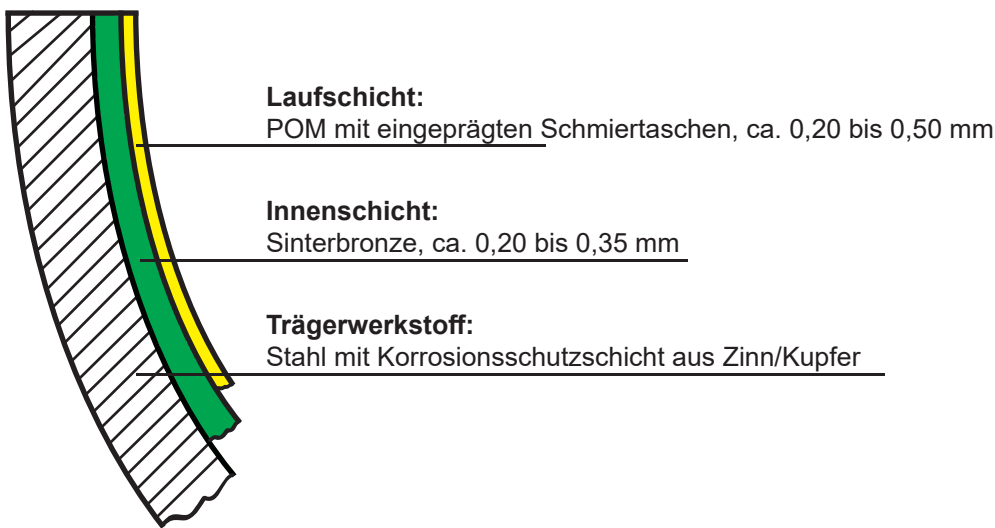 Laufschicht:
POM mit eingeprägten Schmiertaschen, ca. 0,20 bis 0,50 mm
Innenschicht:
Sinterbronze, ca. 0,20 bis 0,35 mm
Trägerwerkstoff:
Stahl mit Korrosionsschutzschicht aus Zinn/Kupfer